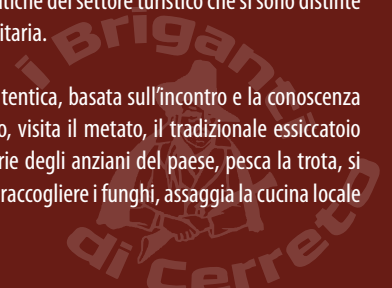 atiche del settore turistico che si sono distinte
itaria.
i Briganti
tentica, basata sull'incontro e la conoscenza
o, visita il metato, il tradizionale essiccatoio
rie degli anziani del paese, pesca la trota, si
raccogliere i funghi, assaggia la cucina locale
di Cerreto